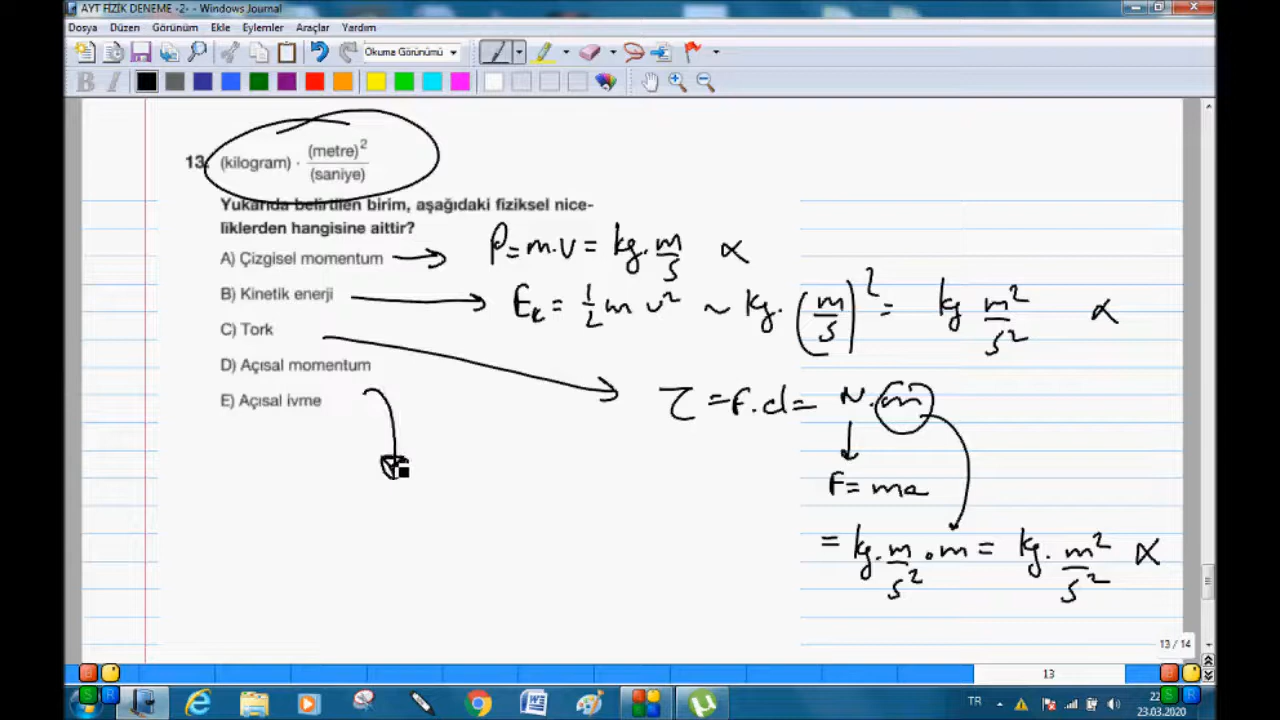 AYT FİZİK DENEME -2- - Windows Journal
Dosya Düzen Görünüm Ekle Eylemler Araçlar Yardım
Okuma Görünümü
B I
13. (kilogram) · (metre)² / (saniye)
Yukarıda belirtilen birim, aşağıdaki fiziksel nice-
liklerden hangisine aittir?
A) Çizgisel momentum → P = m.v = kg. m/s α
B) Kinetik enerji → Ek = 1/2 m v² ~ kg. (m/s)² = kg m²/s² α
C) Tork → τ = F.d = N.m
D) Açısal momentum
E) Açısal ivme
F = ma
= kg. m/s² . m = kg. m²/s² α
13 / 14
13
S R
TR
22
S R
23.03.2020